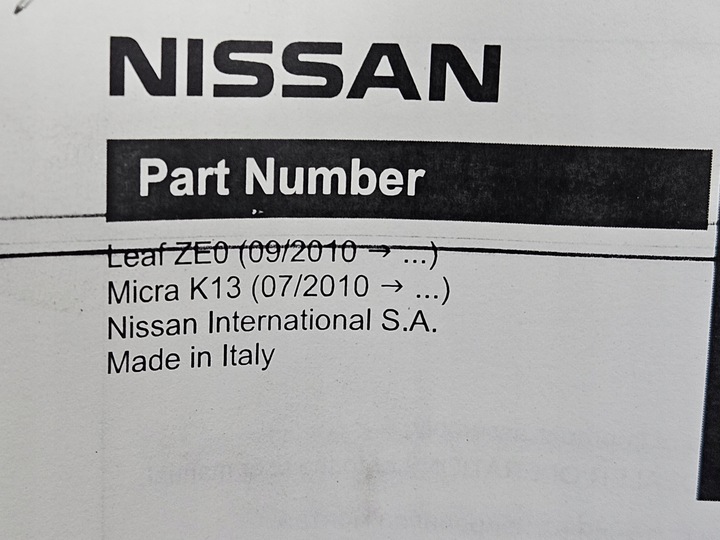 NISSAN
Part Number
Leaf ZE0 (09/2010 → ...)
Micra K13 (07/2010 → ...)
Nissan International S.A.
Made in Italy